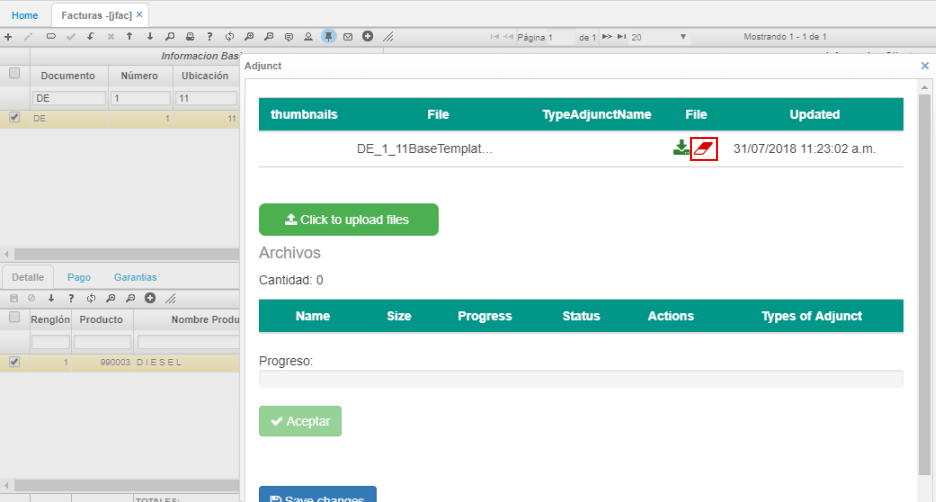 Home
Facturas -[jfac] ×
Página 1 de 1 20 Mostrando 1 - 1 de 1
Informacion Bas
Documento Número Ubicación
DE 1 11
DE 1 11
Adjunct ×
thumbnails File TypeAdjunctName File Updated
DE_1_11BaseTemplat... 31/07/2018 11:23:02 a.m.
Click to upload files
Archivos
Cantidad: 0
Name Size Progress Status Actions Types of Adjunct
Progreso:
Aceptar
Save changes
Detalle Pago Garantias
Renglón Producto Nombre Produ
1 990003 D I E S E L
TOTALES: